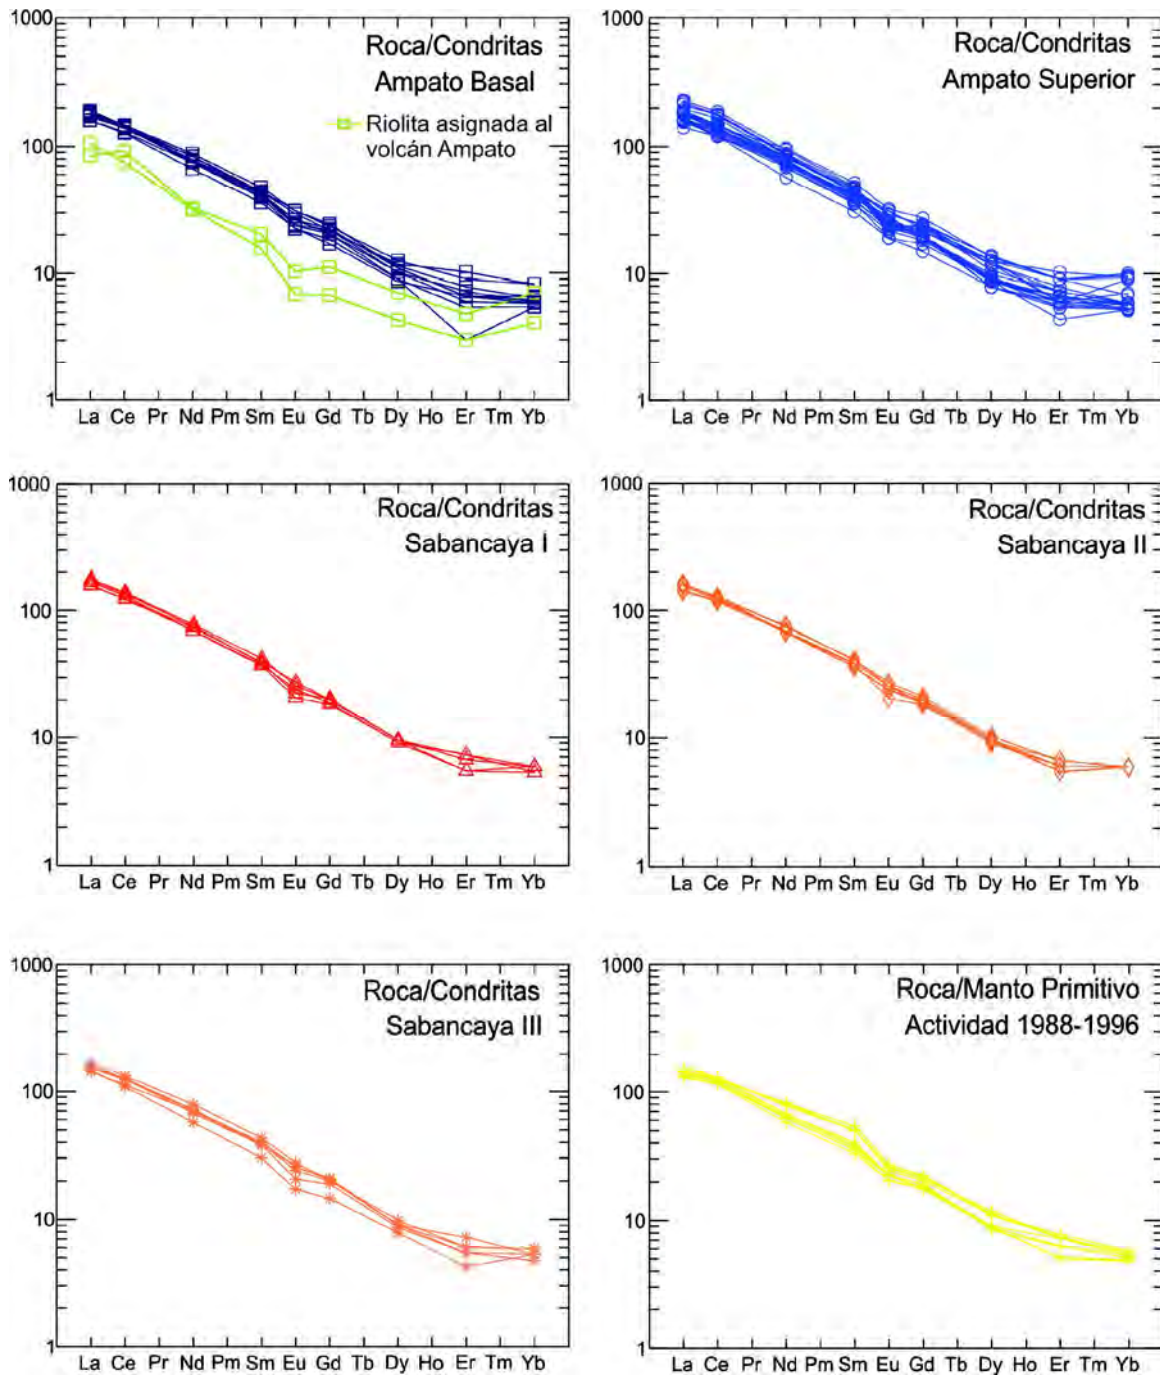 Roca/Condritas
Ampato Basal
Riolita asignada al
volcán Ampato
1000
100
10
1
La Ce Pr Nd Pm Sm Eu Gd Tb Dy Ho Er Tm Yb
Roca/Condritas
Ampato Superior
1000
100
10
1
La Ce Pr Nd Pm Sm Eu Gd Tb Dy Ho Er Tm Yb
Roca/Condritas
Sabancaya I
1000
100
10
1
La Ce Pr Nd Pm Sm Eu Gd Tb Dy Ho Er Tm Yb
Roca/Condritas
Sabancaya II
1000
100
10
1
La Ce Pr Nd Pm Sm Eu Gd Tb Dy Ho Er Tm Yb
Roca/Condritas
Sabancaya III
1000
100
10
1
La Ce Pr Nd Pm Sm Eu Gd Tb Dy Ho Er Tm Yb
Roca/Manto Primitivo
Actividad 1988-1996
1000
100
10
1
La Ce Pr Nd Pm Sm Eu Gd Tb Dy Ho Er Tm Yb